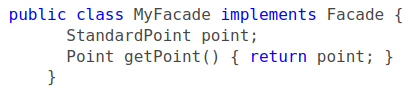 public class MyFacade implements Facade {
StandardPoint point;
Point getPoint() { return point; }
}